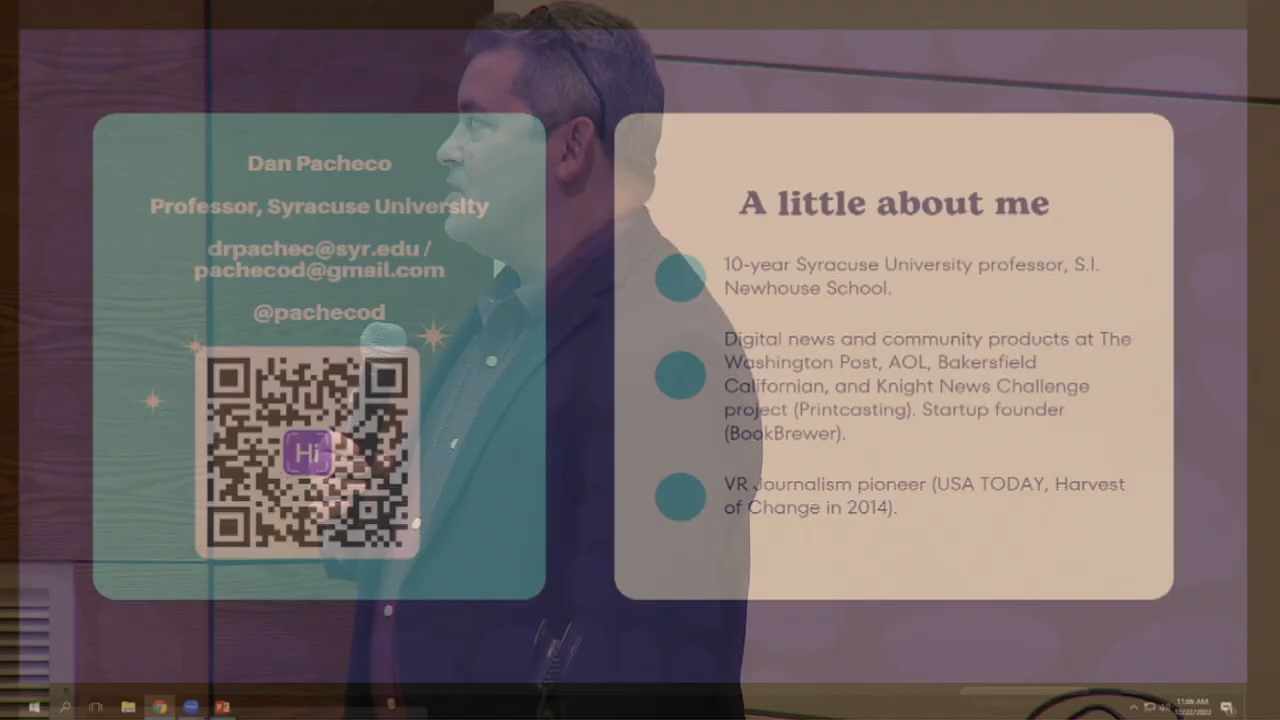 Dan Pacheco
Professor, Syracuse University
drpachec@syr.edu /
pachecod@gmail.com
@pachecod
Hi
A little about me
10-year Syracuse University professor, S.I.
Newhouse School.
Digital news and community products at The
Washington Post, AOL, Bakersfield
Californian, and Knight News Challenge
project (Printcasting). Startup founder
(BookBrewer).
VR Journalism pioneer (USA TODAY, Harvest
of Change in 2014).